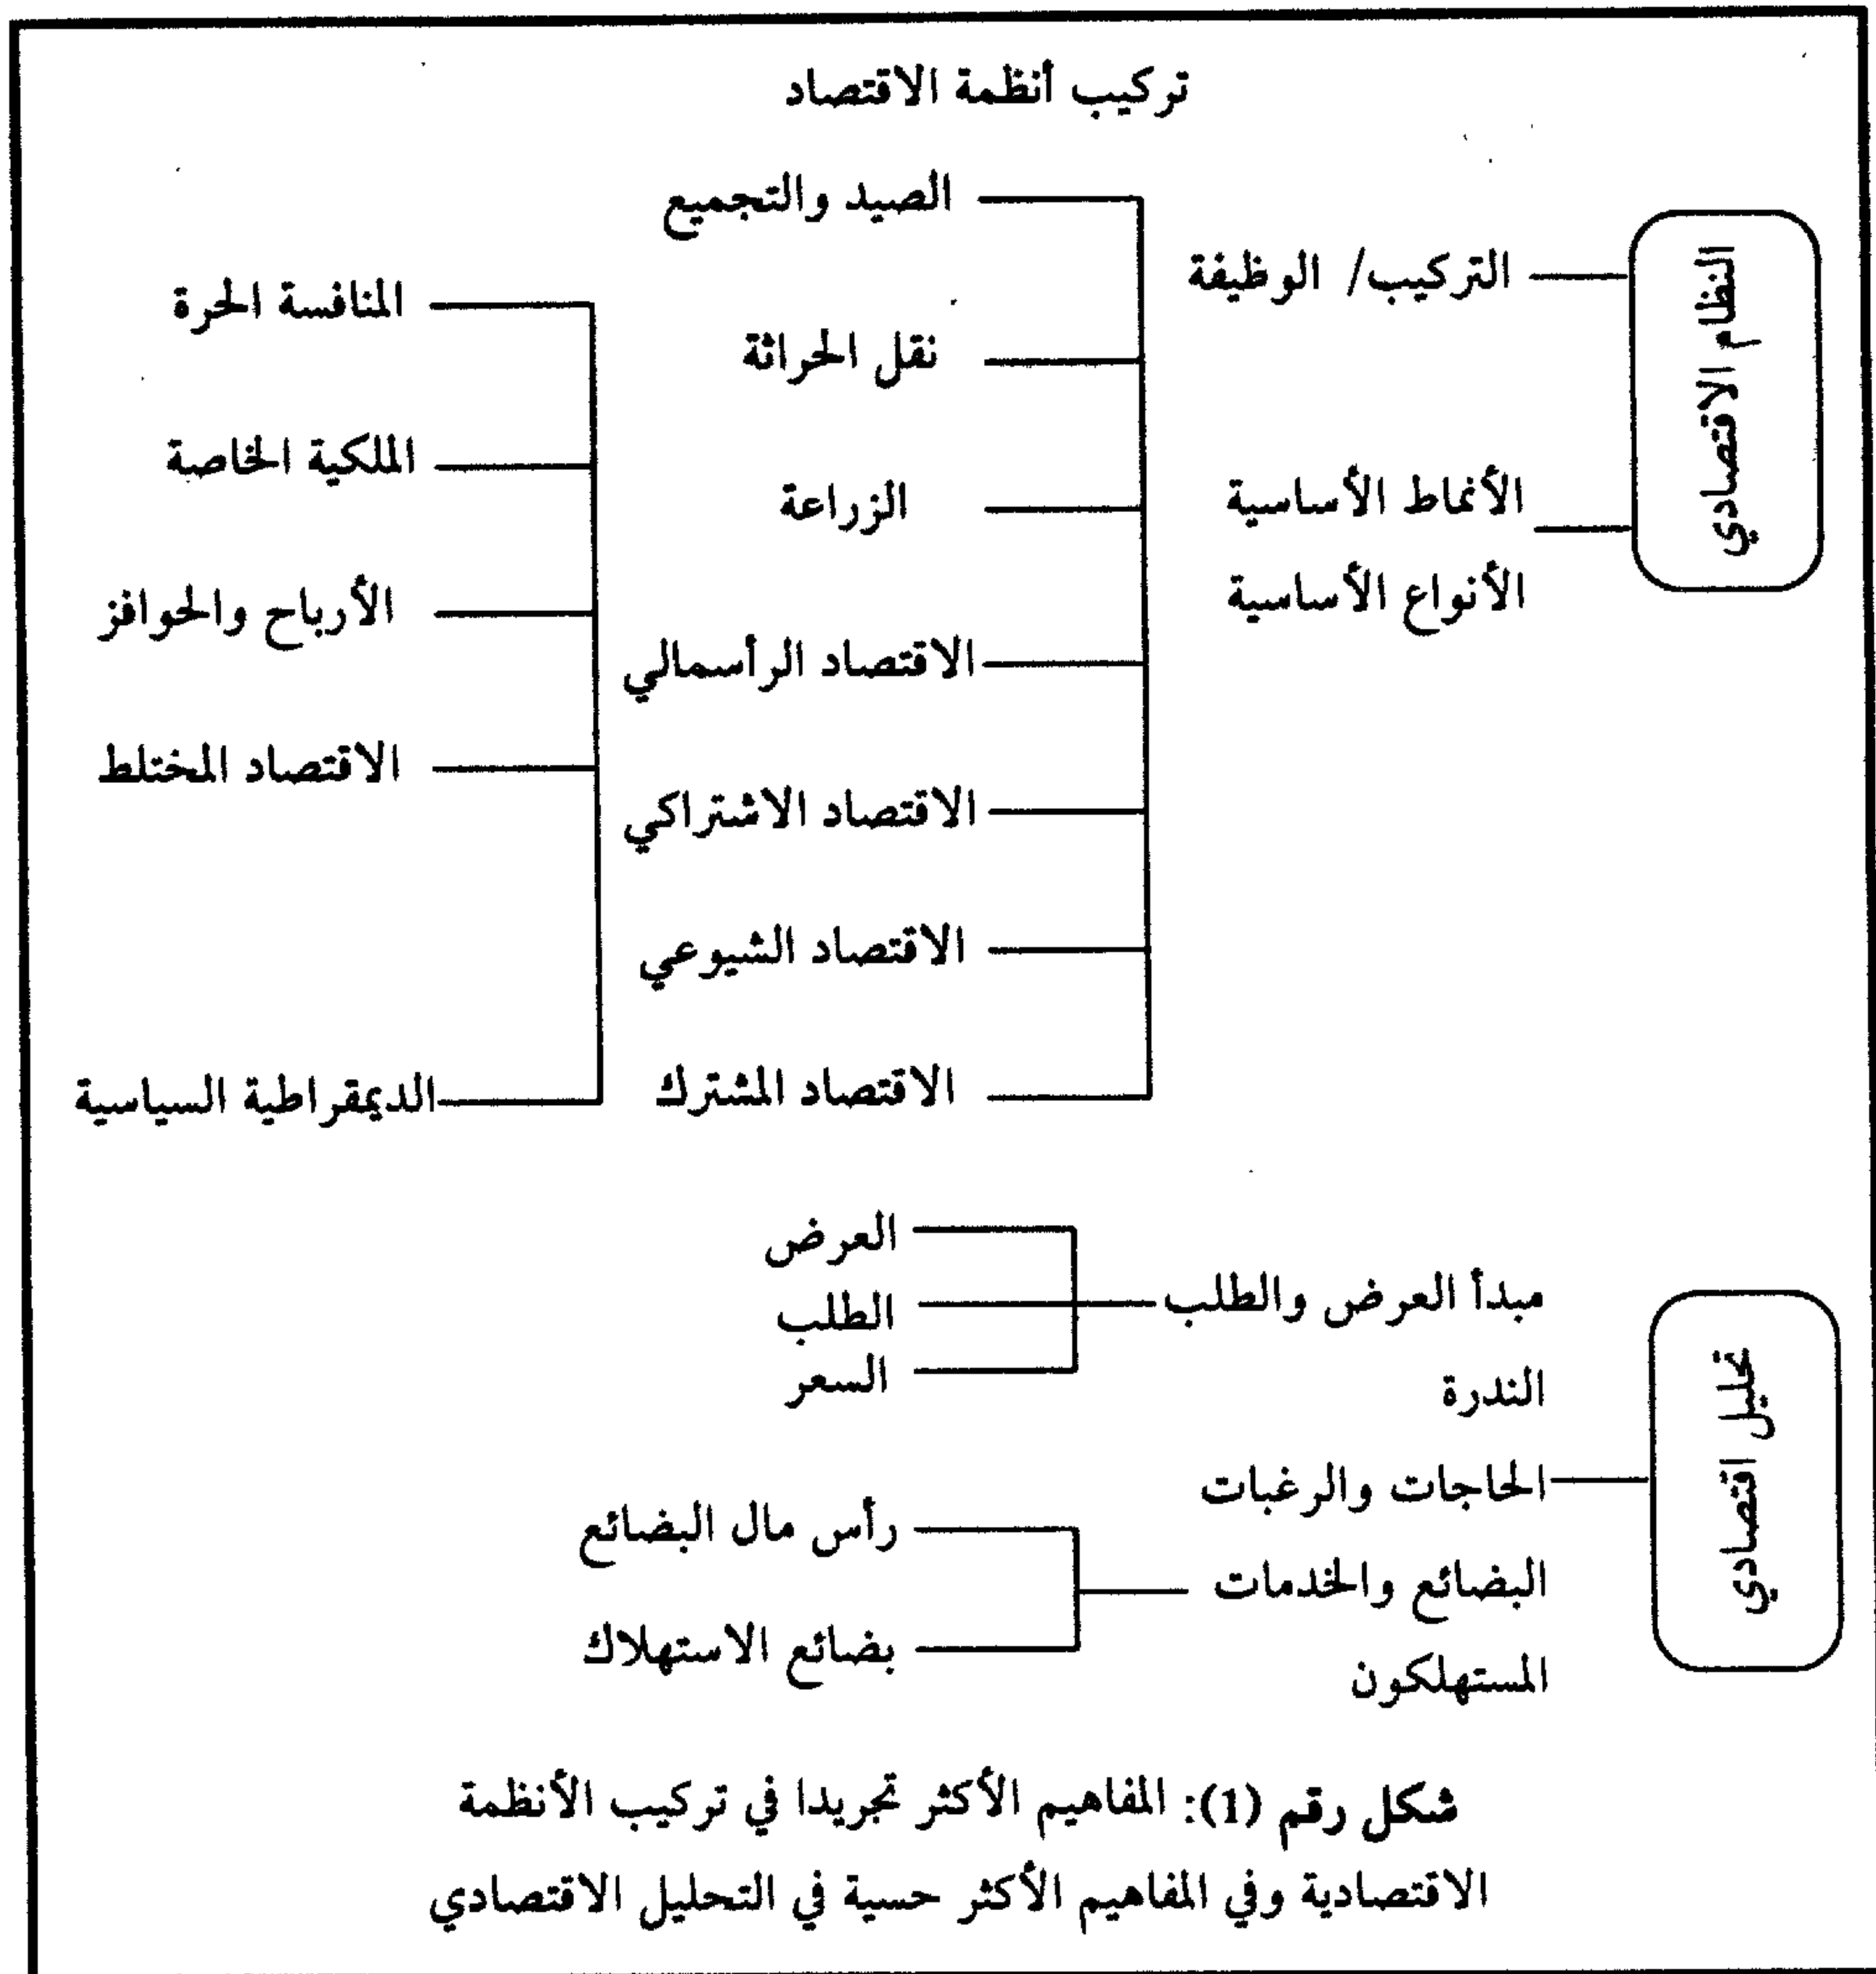 تركيب أنظمة الاقتصاد
النظام الاقتصادي
التركيب/ الوظيفة
الأنماط الأساسية
الأنواع الأساسية
الصيد والتجميع
نقل الحراثة
الزراعة
الاقتصاد الرأسمالي
الاقتصاد الاشتراكي
الاقتصاد الشيوعي
الاقتصاد المشترك
المنافسة الحرة
الملكية الخاصة
الأرباح والحوافز
الاقتصاد المختلط
الديمقراطية السياسية
تحليل اقتصادي
مبدأ العرض والطلب
الندرة
الحاجات والرغبات
البضائع والخدمات
المستهلكون
العرض
الطلب
السعر
رأس مال البضائع
بضائع الاستهلاك
شكل رقم (1): المفاهيم الأكثر تجريدا في تركيب الأنظمة
الاقتصادية وفي المفاهيم الأكثر حسية في التحليل الاقتصادي